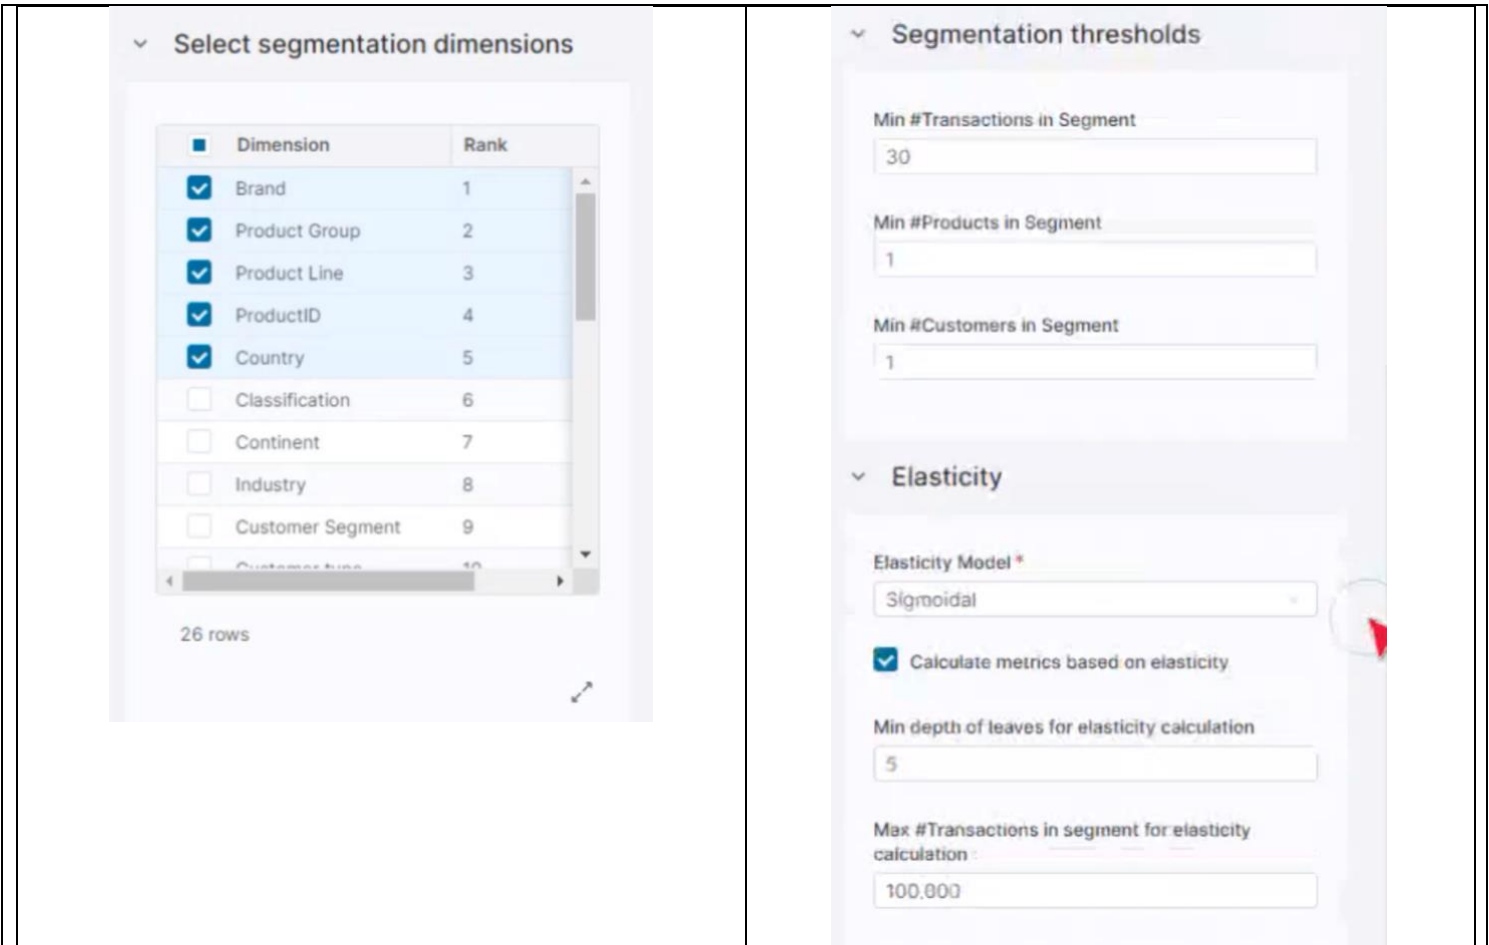 Select segmentation dimensions
Dimension Rank
Brand 1
Product Group 2
Product Line 3
ProductID 4
Country 5
Classification 6
Continent 7
Industry 8
Customer Segment 9
Customer type 10
26 rows
Segmentation thresholds
Min #Transactions in Segment
30
Min #Products in Segment
1
Min #Customers in Segment
1
Elasticity
Elasticity Model *
Sigmoidal
Calculate metrics based on elasticity
Min depth of leaves for elasticity calculation
5
Max #Transactions in segment for elasticity
calculation
100,000